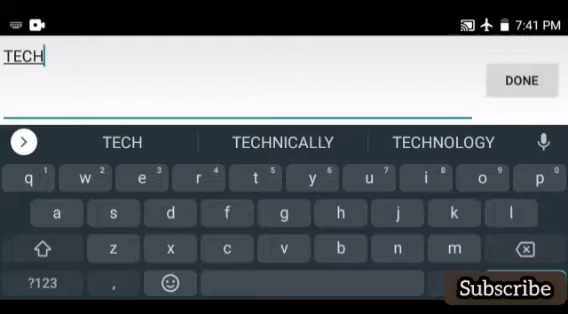 7:41 PM
TECH
DONE
TECH TECHNICALLY TECHNOLOGY
q 1 w 2 e 3 r 4 t 5 y 6 u 7 i 8 o 9 p 0
a s d f g h j k l
z x c v b n m
?123 ,
Subscribe